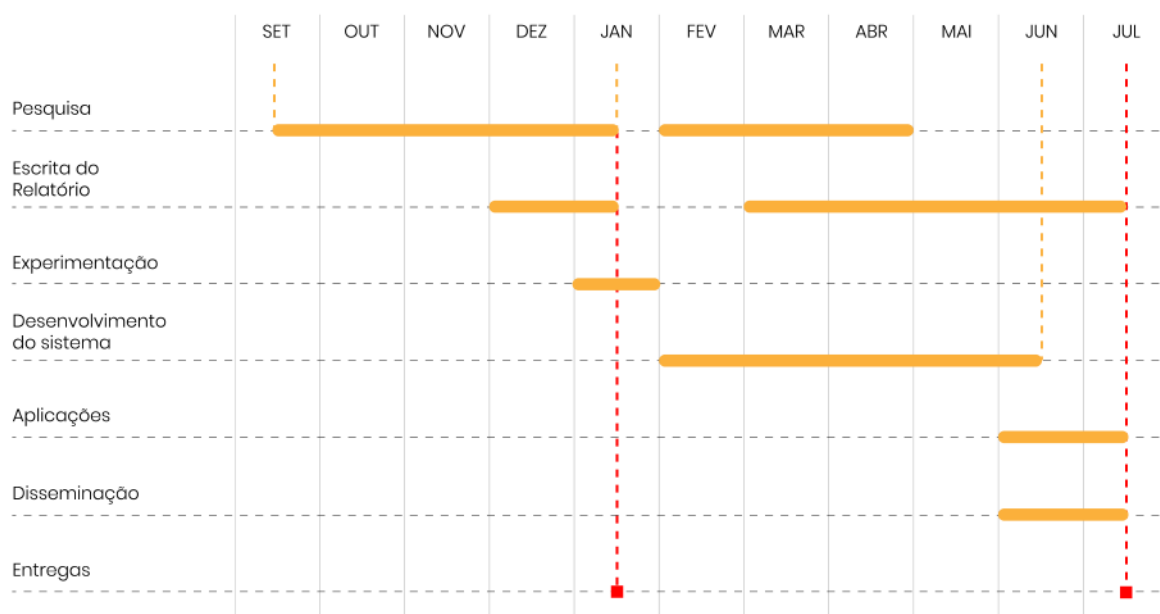 SET OUT NOV DEZ JAN FEV MAR ABR MAI JUN JUL
Pesquisa
Escrita do
Relatório
Experimentação
Desenvolvimento
do sistema
Aplicações
Disseminação
Entregas